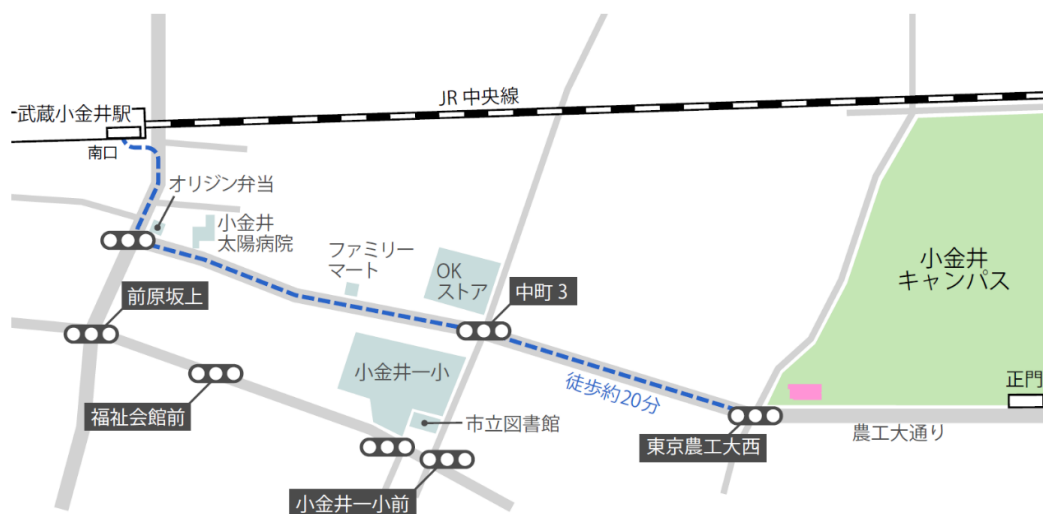 JR 中央線
武蔵小金井駅
南口
オリジン弁当
小金井
太陽病院
ファミリー
マート
OK
ストア
小金井
キャンパス
前原坂上
中町 3
小金井一小
徒歩約20分
正門
福祉会館前
市立図書館
東京農工大西
農工大通り
小金井一小前